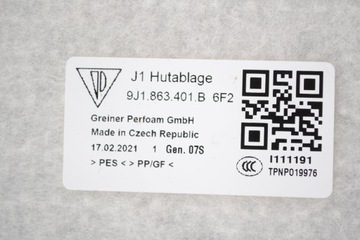 J1 Hutablage
9J1.863.401.B 6F2
Greiner Perfoam GmbH
Made in Czech Republic
17.02.2021 1 Gen. 07S
> PES < > PP/GF <
I111191
TPNP019976